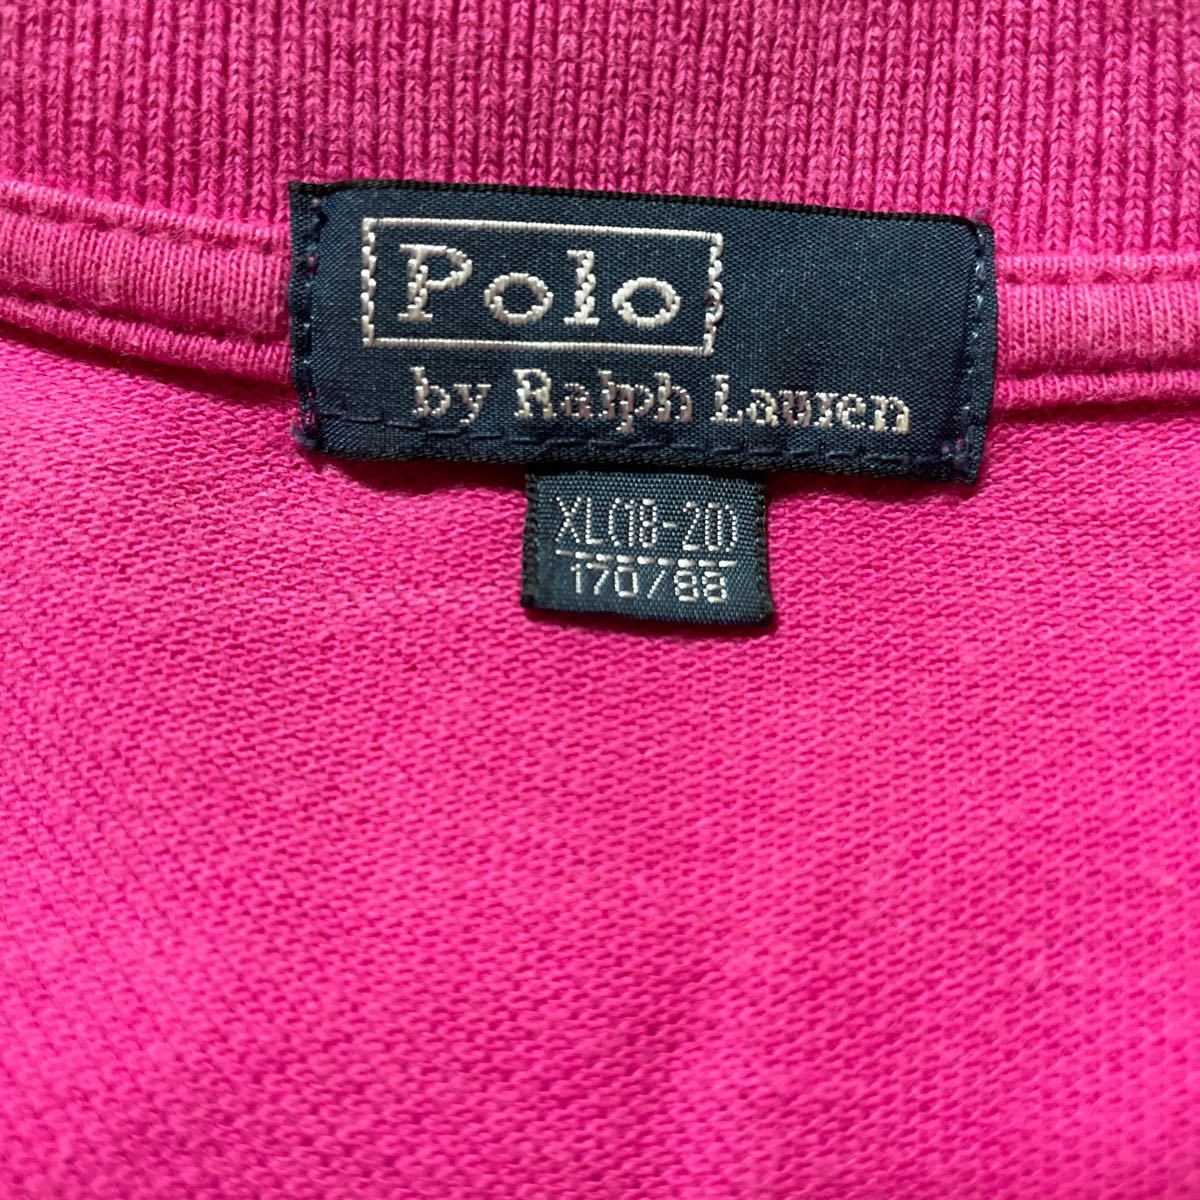 Polo
by Ralph Lauren
XL(18-20)
170/88